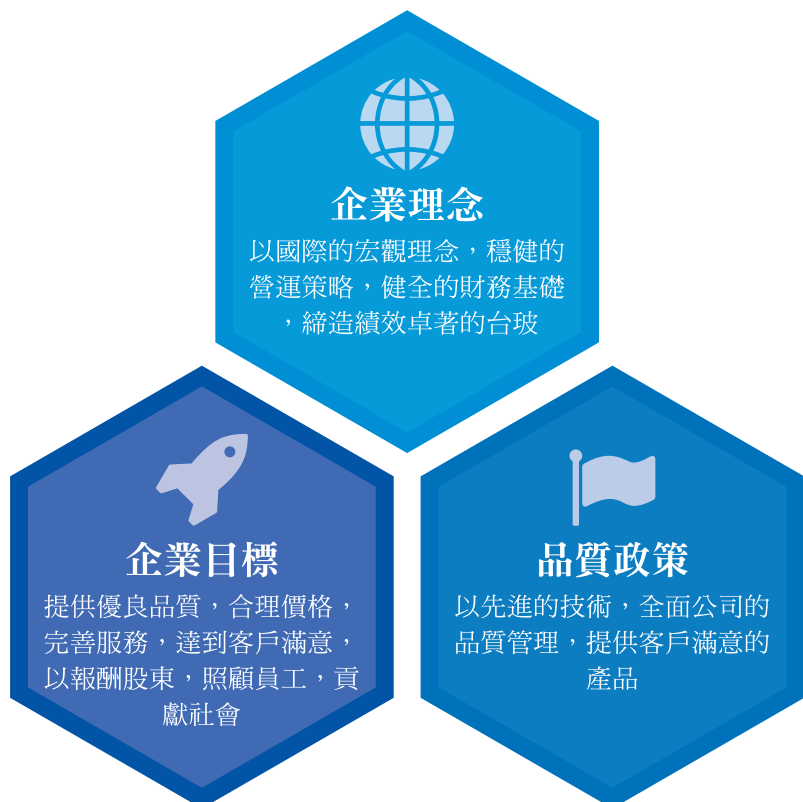 企業理念
以國際的宏觀理念，穩健的
營運策略，健全的財務基礎
，締造績效卓著的台玻
企業目標
提供優良品質，合理價格，
完善服務，達到客戶滿意，
以報酬股東，照顧員工，貢
獻社會
品質政策
以先進的技術，全面公司的
品質管理，提供客戶滿意的
產品